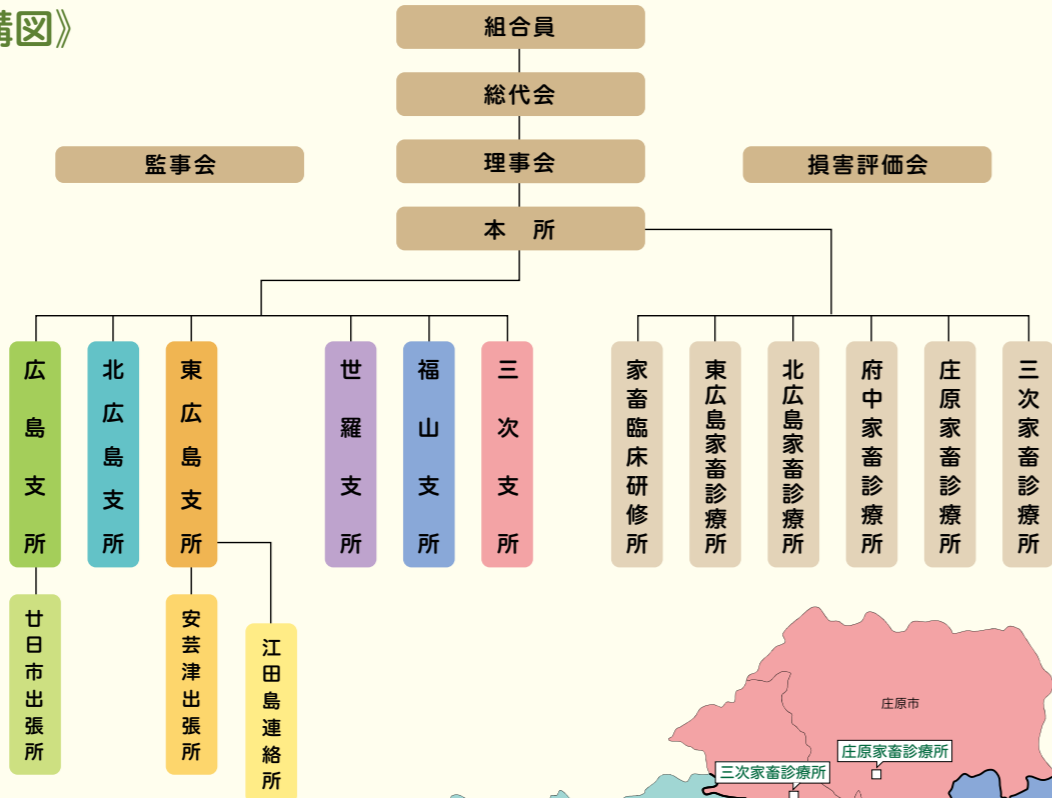 構図》
組合員
総代会
監事会
理事会
損害評価会
本　所
広島支所
北広島支所
東広島支所
世羅支所
福山支所
三次支所
家畜臨床研修所
東広島家畜診療所
北広島家畜診療所
府中家畜診療所
庄原家畜診療所
三次家畜診療所
廿日市出張所
安芸津出張所
江田島連絡所
庄原市
庄原家畜診療所
三次家畜診療所